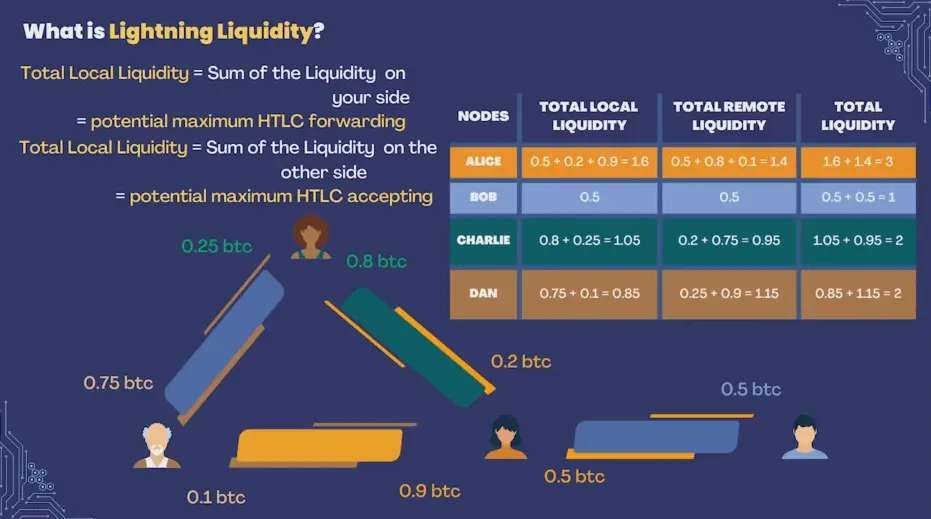 What is Lightning Liquidity?
Total Local Liquidity = Sum of the Liquidity on
your side
= potential maximum HTLC forwarding
Total Local Liquidity = Sum of the Liquidity on the
other side
= potential maximum HTLC accepting
NODES TOTAL LOCAL LIQUIDITY TOTAL REMOTE LIQUIDITY TOTAL LIQUIDITY
ALICE 0.5 + 0.2 + 0.9 = 1.6 0.5 + 0.8 + 0.1 = 1.4 1.6 + 1.4 = 3
BOB 0.5 0.5 0.5 + 0.5 = 1
CHARLIE 0.8 + 0.25 = 1.05 0.2 + 0.75 = 0.95 1.05 + 0.95 = 2
DAN 0.75 + 0.1 = 0.85 0.25 + 0.9 = 1.15 0.85 + 1.15 = 2
0.25 btc
0.8 btc
0.2 btc
0.75 btc
0.5 btc
0.5 btc
0.9 btc
0.1 btc